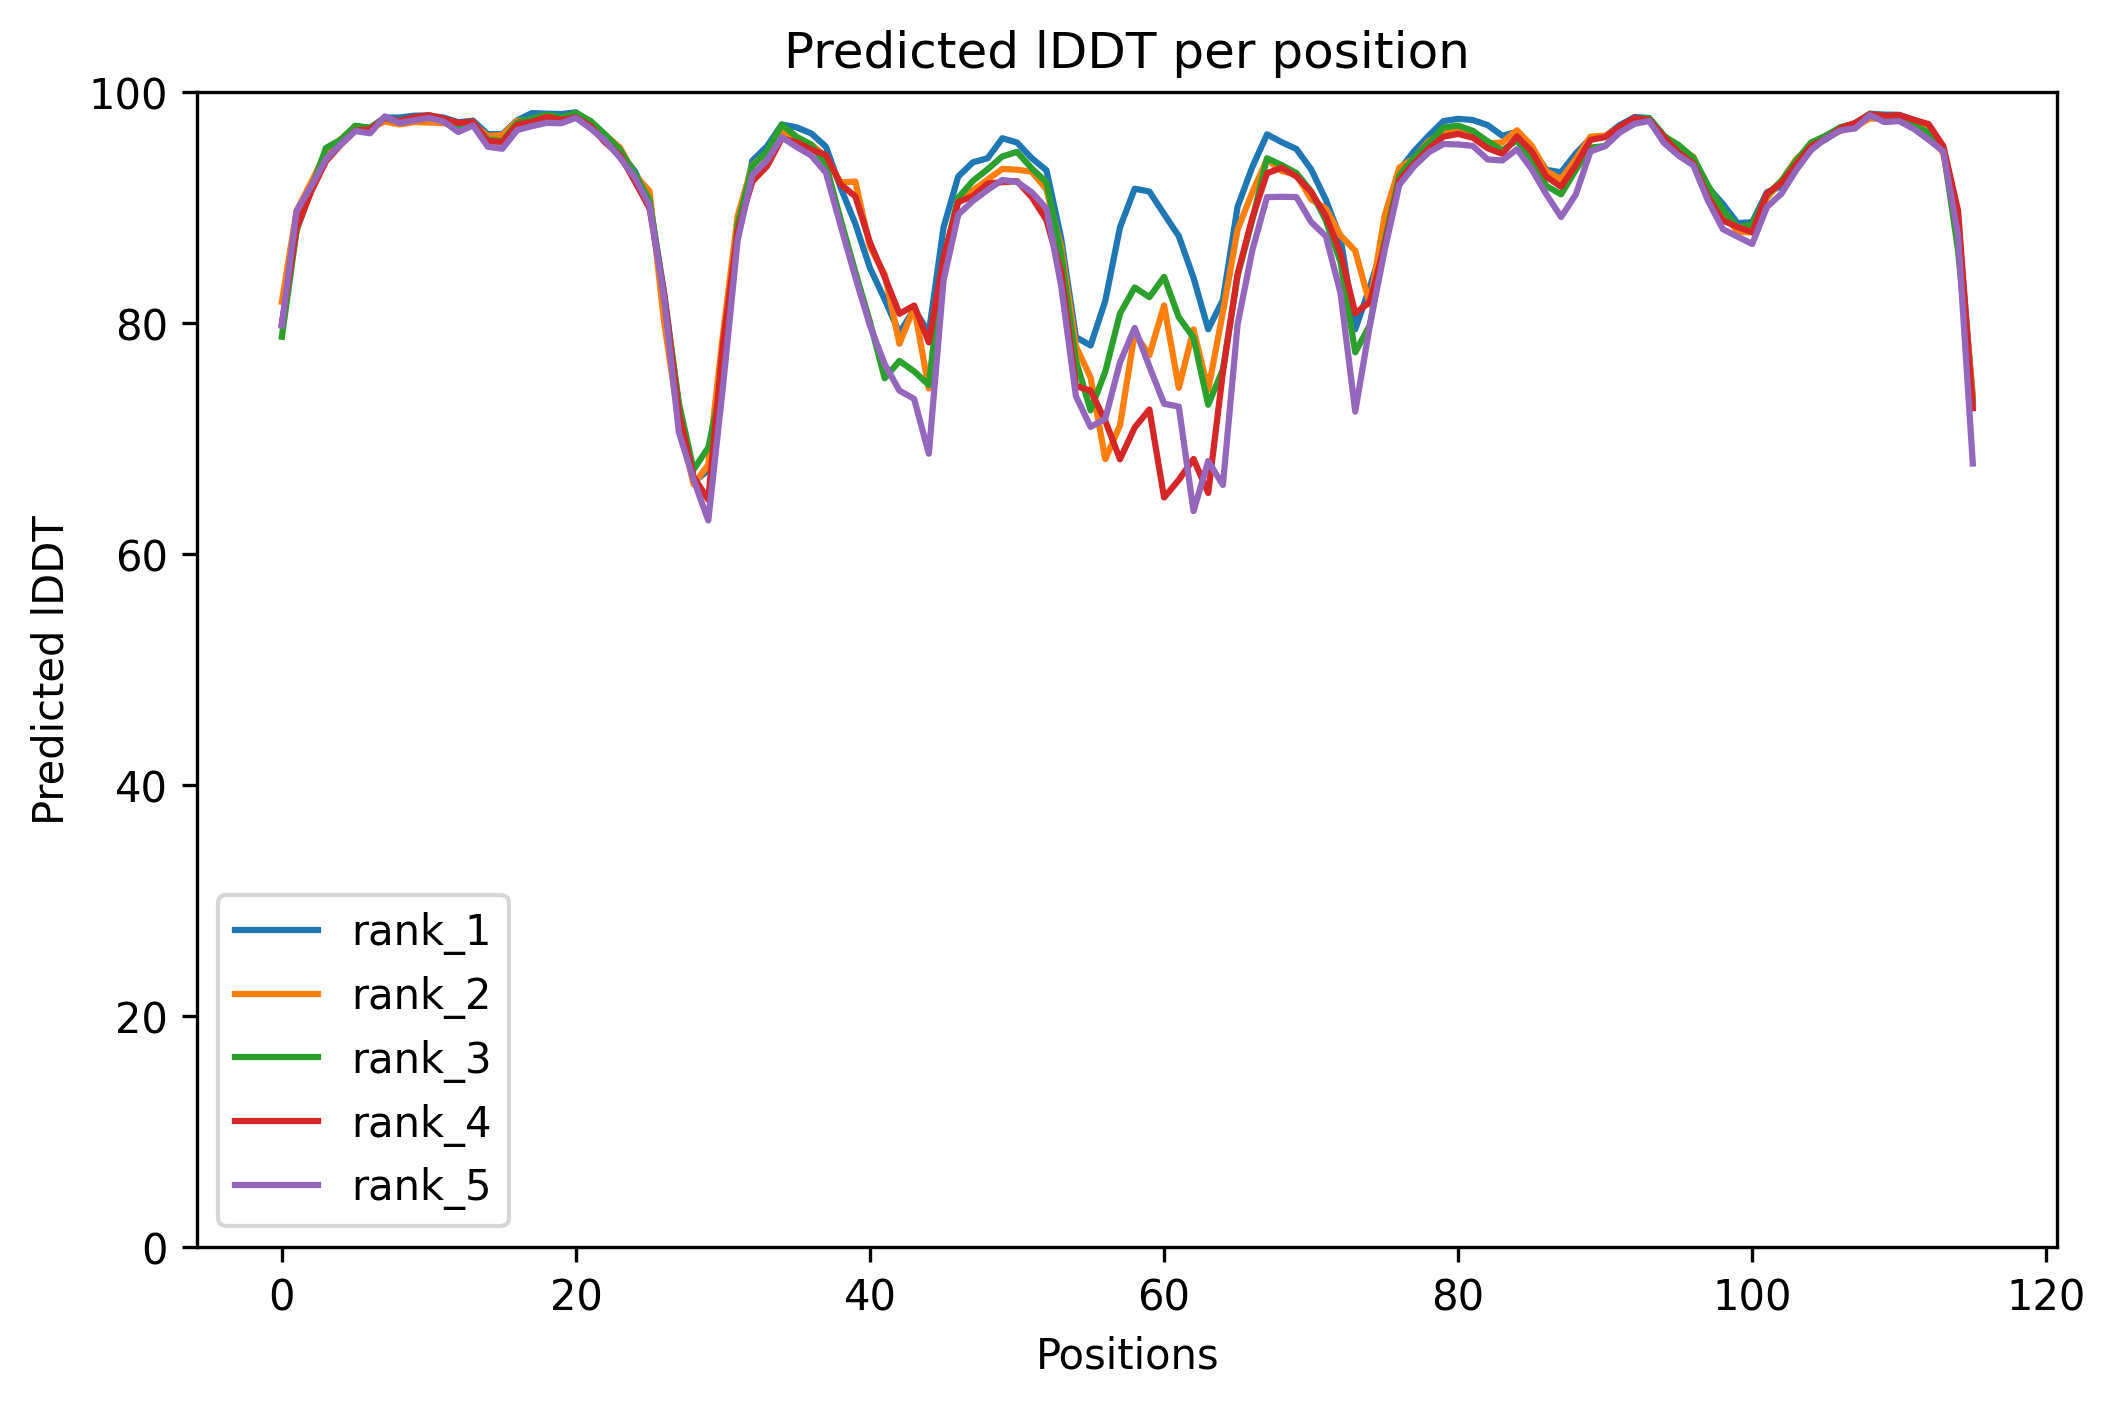 Predicted lDDT per position
100
80
60
40
20
0
Predicted lDDT
rank_1
rank_2
rank_3
rank_4
rank_5
0 20 40 60 80 100 120
Positions